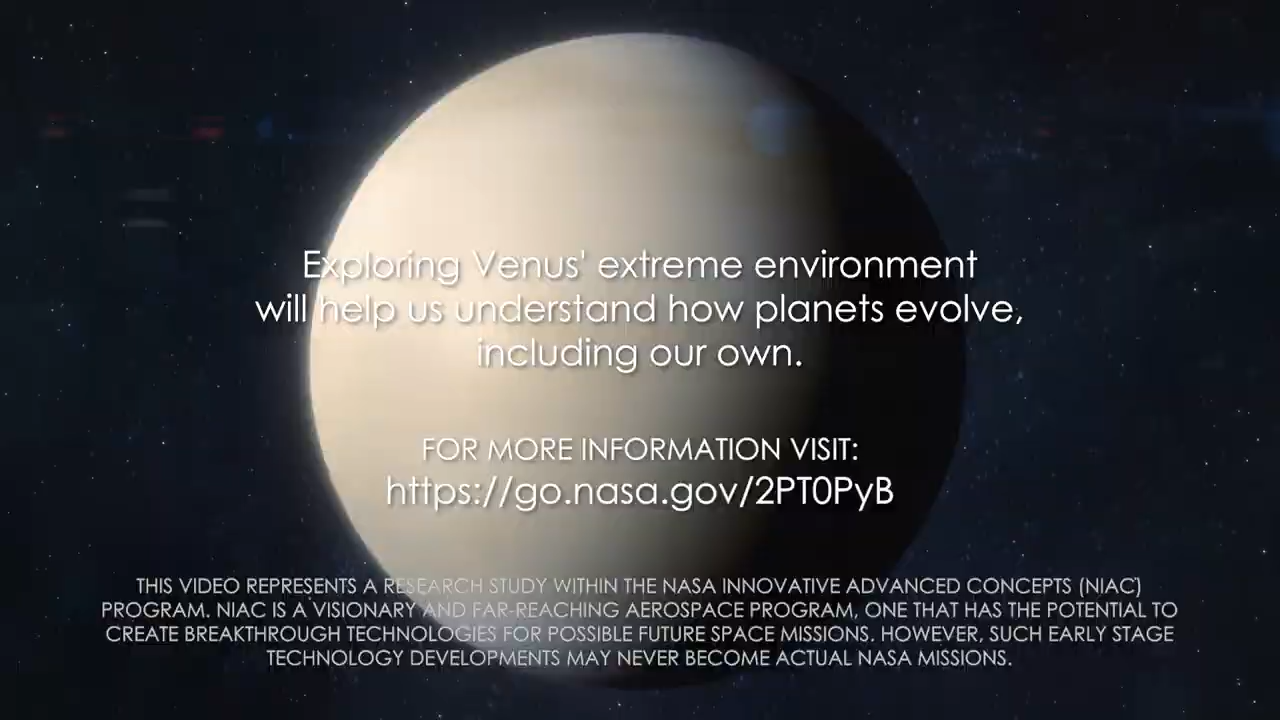 Exploring Venus' extreme environment
will help us understand how planets evolve,
including our own.
FOR MORE INFORMATION VISIT:
https://go.nasa.gov/2PT0PyB
THIS VIDEO REPRESENTS A RESEARCH STUDY WITHIN THE NASA INNOVATIVE ADVANCED CONCEPTS (NIAC)
PROGRAM. NIAC IS A VISIONARY AND FAR-REACHING AEROSPACE PROGRAM, ONE THAT HAS THE POTENTIAL TO
CREATE BREAKTHROUGH TECHNOLOGIES FOR POSSIBLE FUTURE SPACE MISSIONS. HOWEVER, SUCH EARLY STAGE
TECHNOLOGY DEVELOPMENTS MAY NEVER BECOME ACTUAL NASA MISSIONS.